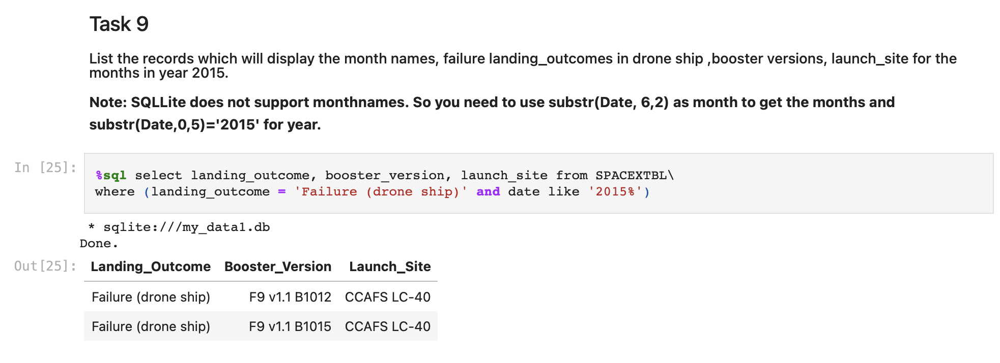 Task 9
List the records which will display the month names, failure landing_outcomes in drone ship ,booster versions, launch_site for the
months in year 2015.
Note: SQLLite does not support monthnames. So you need to use substr(Date, 6,2) as month to get the months and
substr(Date,0,5)='2015' for year.
In [25]:
%sql select landing_outcome, booster_version, launch_site from SPACEXTBL\
where (landing_outcome = 'Failure (drone ship)' and date like '2015%')
* sqlite:///my_data1.db
Done.
Out[25]:
Landing_Outcome Booster_Version Launch_Site
Failure (drone ship) F9 v1.1 B1012 CCAFS LC-40
Failure (drone ship) F9 v1.1 B1015 CCAFS LC-40